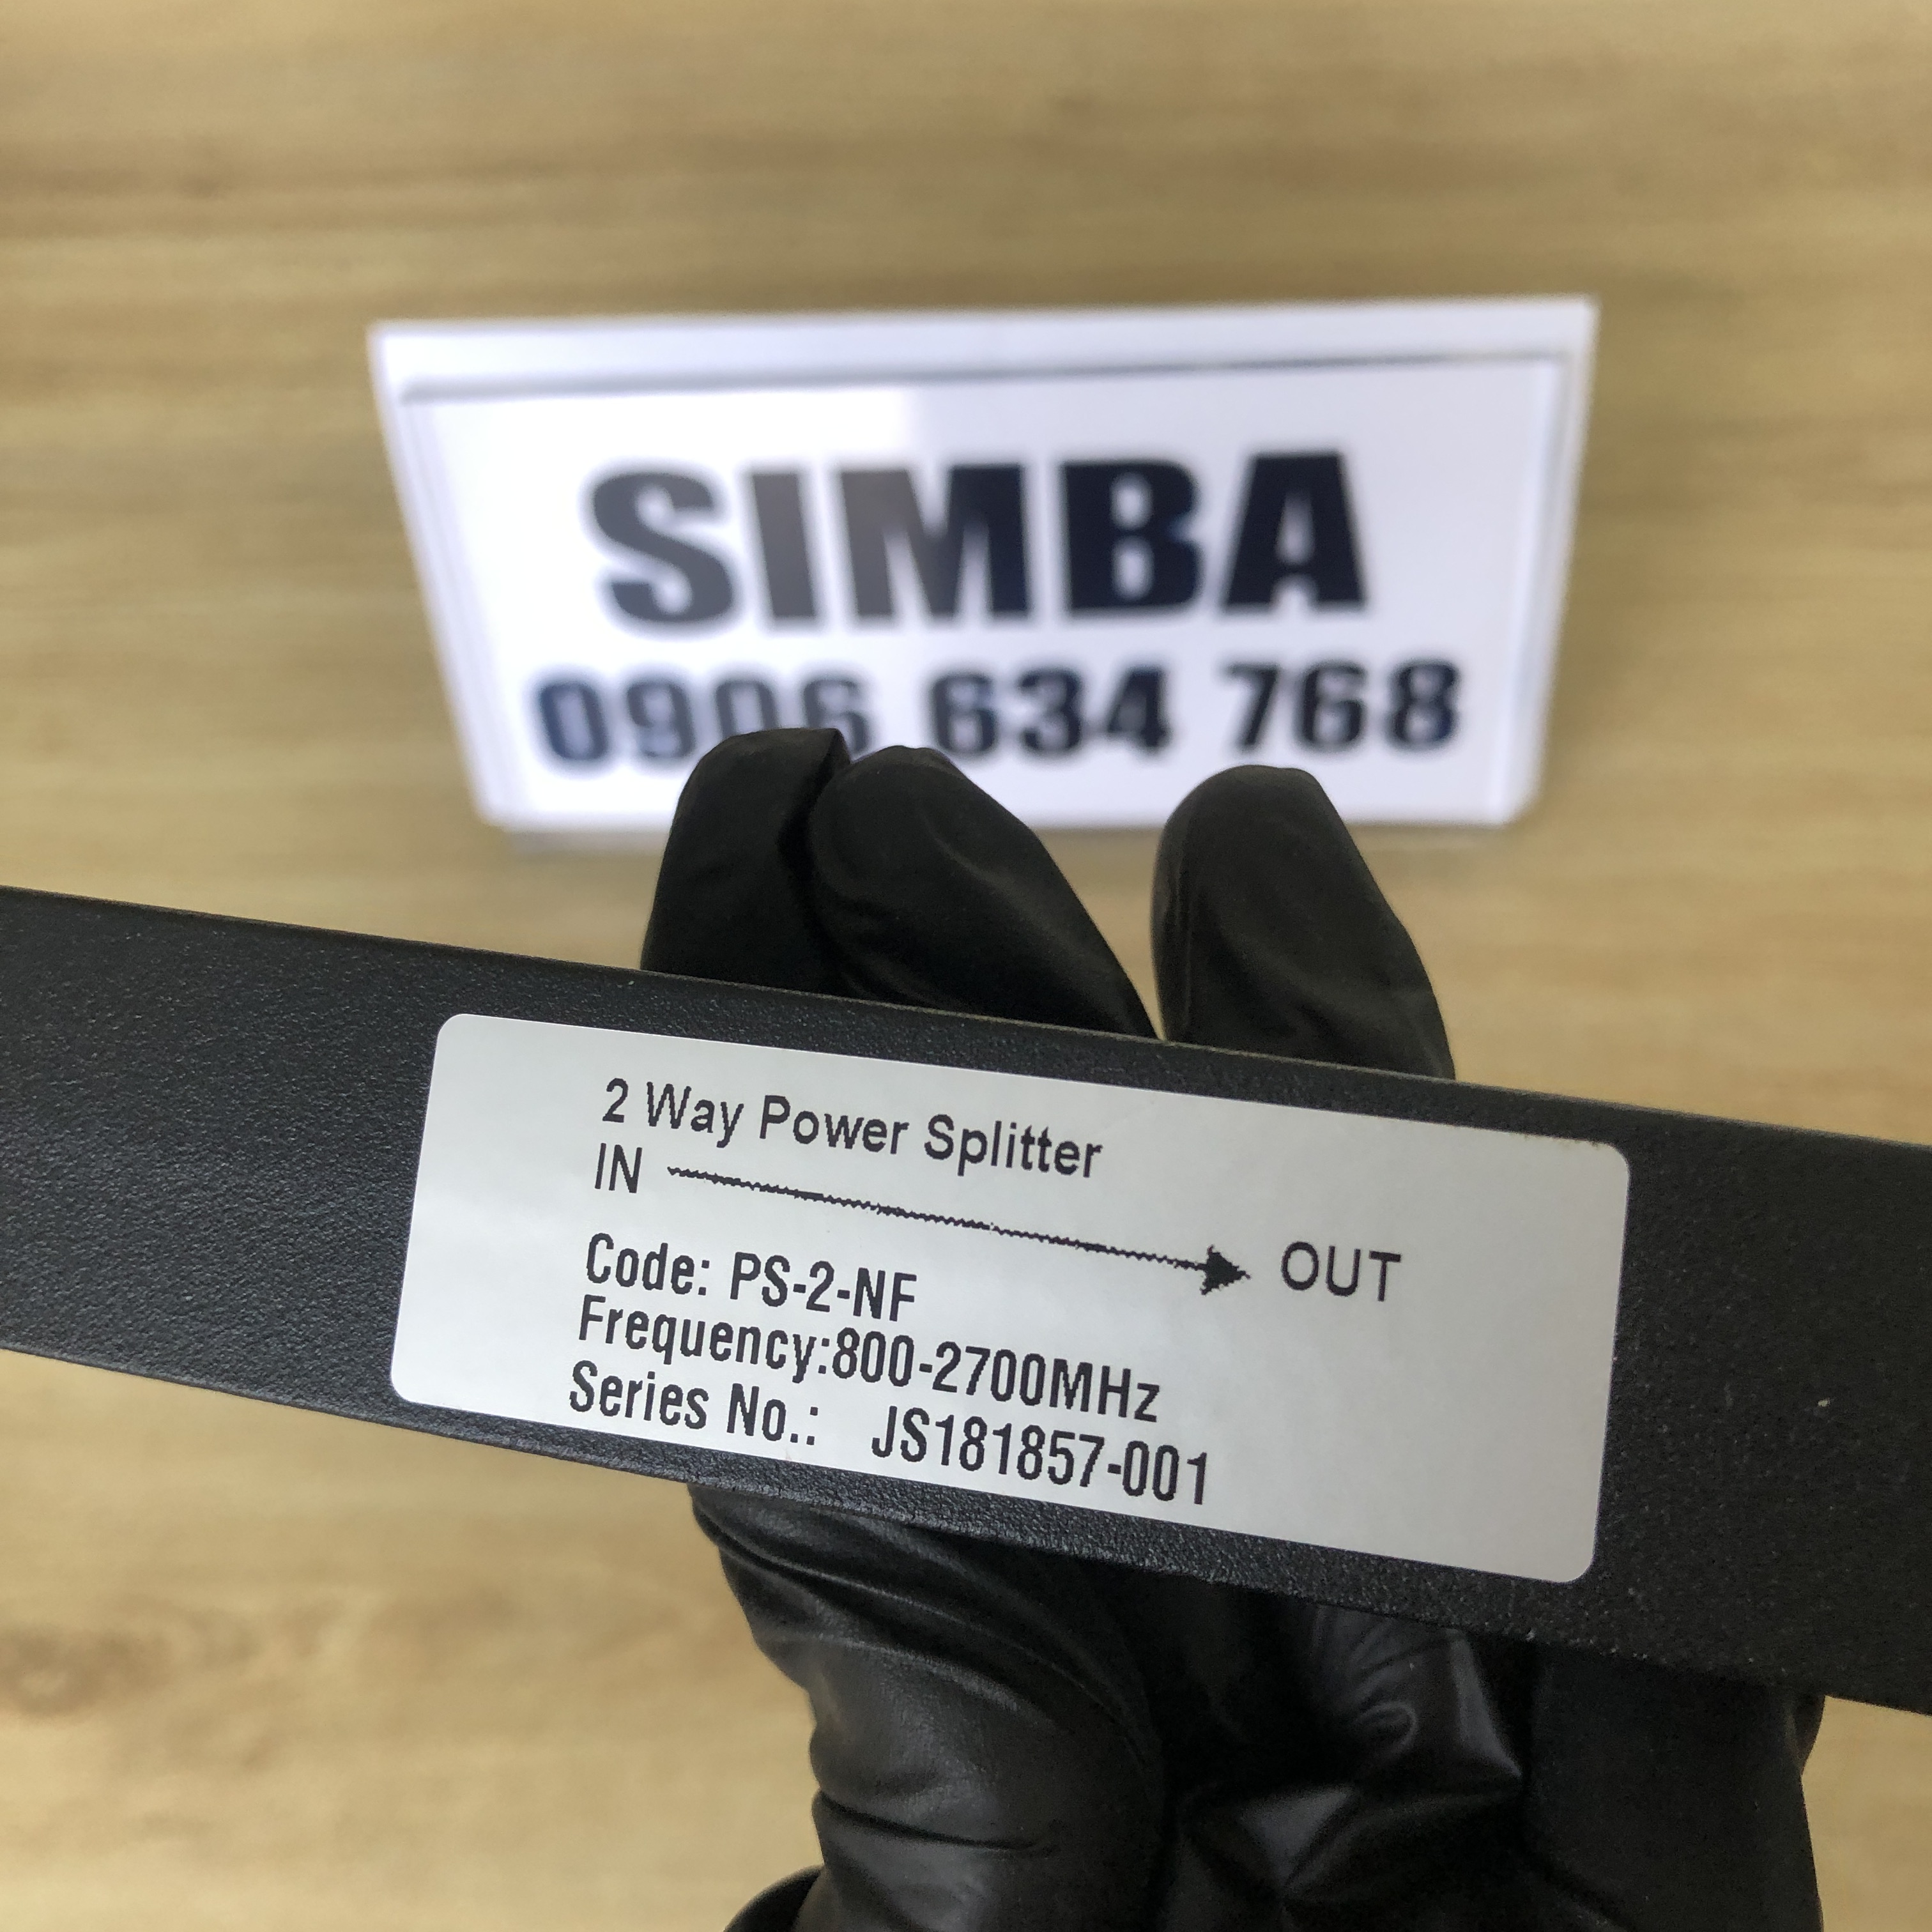 SIMBA
0906 634 768
2 Way Power Splitter
IN OUT
Code: PS-2-NF
Frequency:800-2700MHz
Series No.: JS181857-001